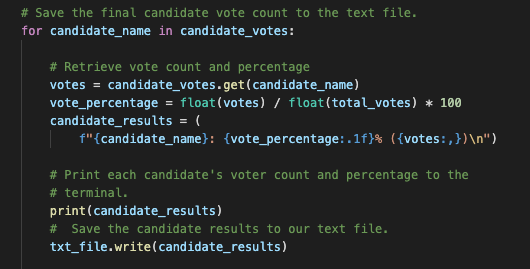 # Save the final candidate vote count to the text file.
for candidate_name in candidate_votes:
# Retrieve vote count and percentage
votes = candidate_votes.get(candidate_name)
vote_percentage = float(votes) / float(total_votes) * 100
candidate_results = (
f"{candidate_name}: {vote_percentage:.1f}% ({votes:,})\n")
# Print each candidate's voter count and percentage to the
# terminal.
print(candidate_results)
#  Save the candidate results to our text file.
txt_file.write(candidate_results)